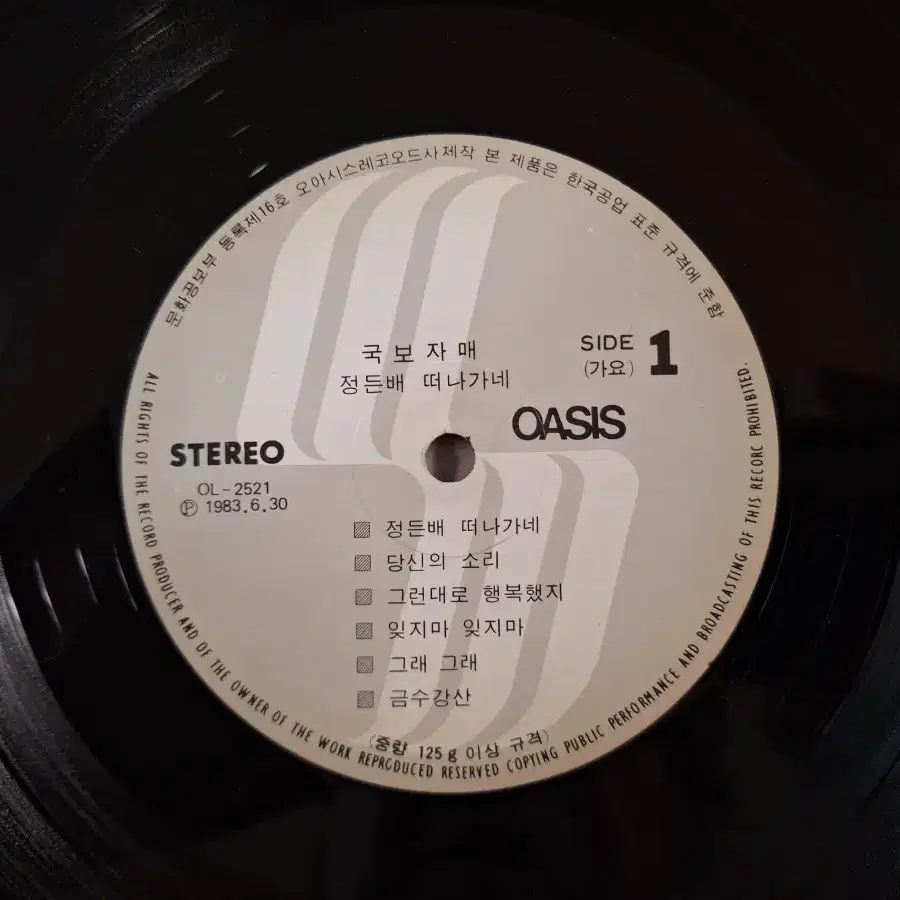 문화공보부 등록제16호 오아시스레코오드사제작 본 제품은 한국공업 표준 규격에 준함
국보자매
정든배 떠나가네
SIDE 1
(가요)
OASIS
STEREO
OL-2521
Ⓟ 1983.6.30
정든배 떠나가네
당신의 소리
그런대로 행복했지
잊지마 잊지마
그래 그래
금수강산
(중량 125g 이상 규격)
ALL RIGHTS OF THE RECORD PRODUCER AND OF THE OWNER OF THE WORK REPRODUCED RESERVED COPYING PUBLIC PERFORMANCE AND BROADCASTING OF THIS RECORC PROHIBITED.